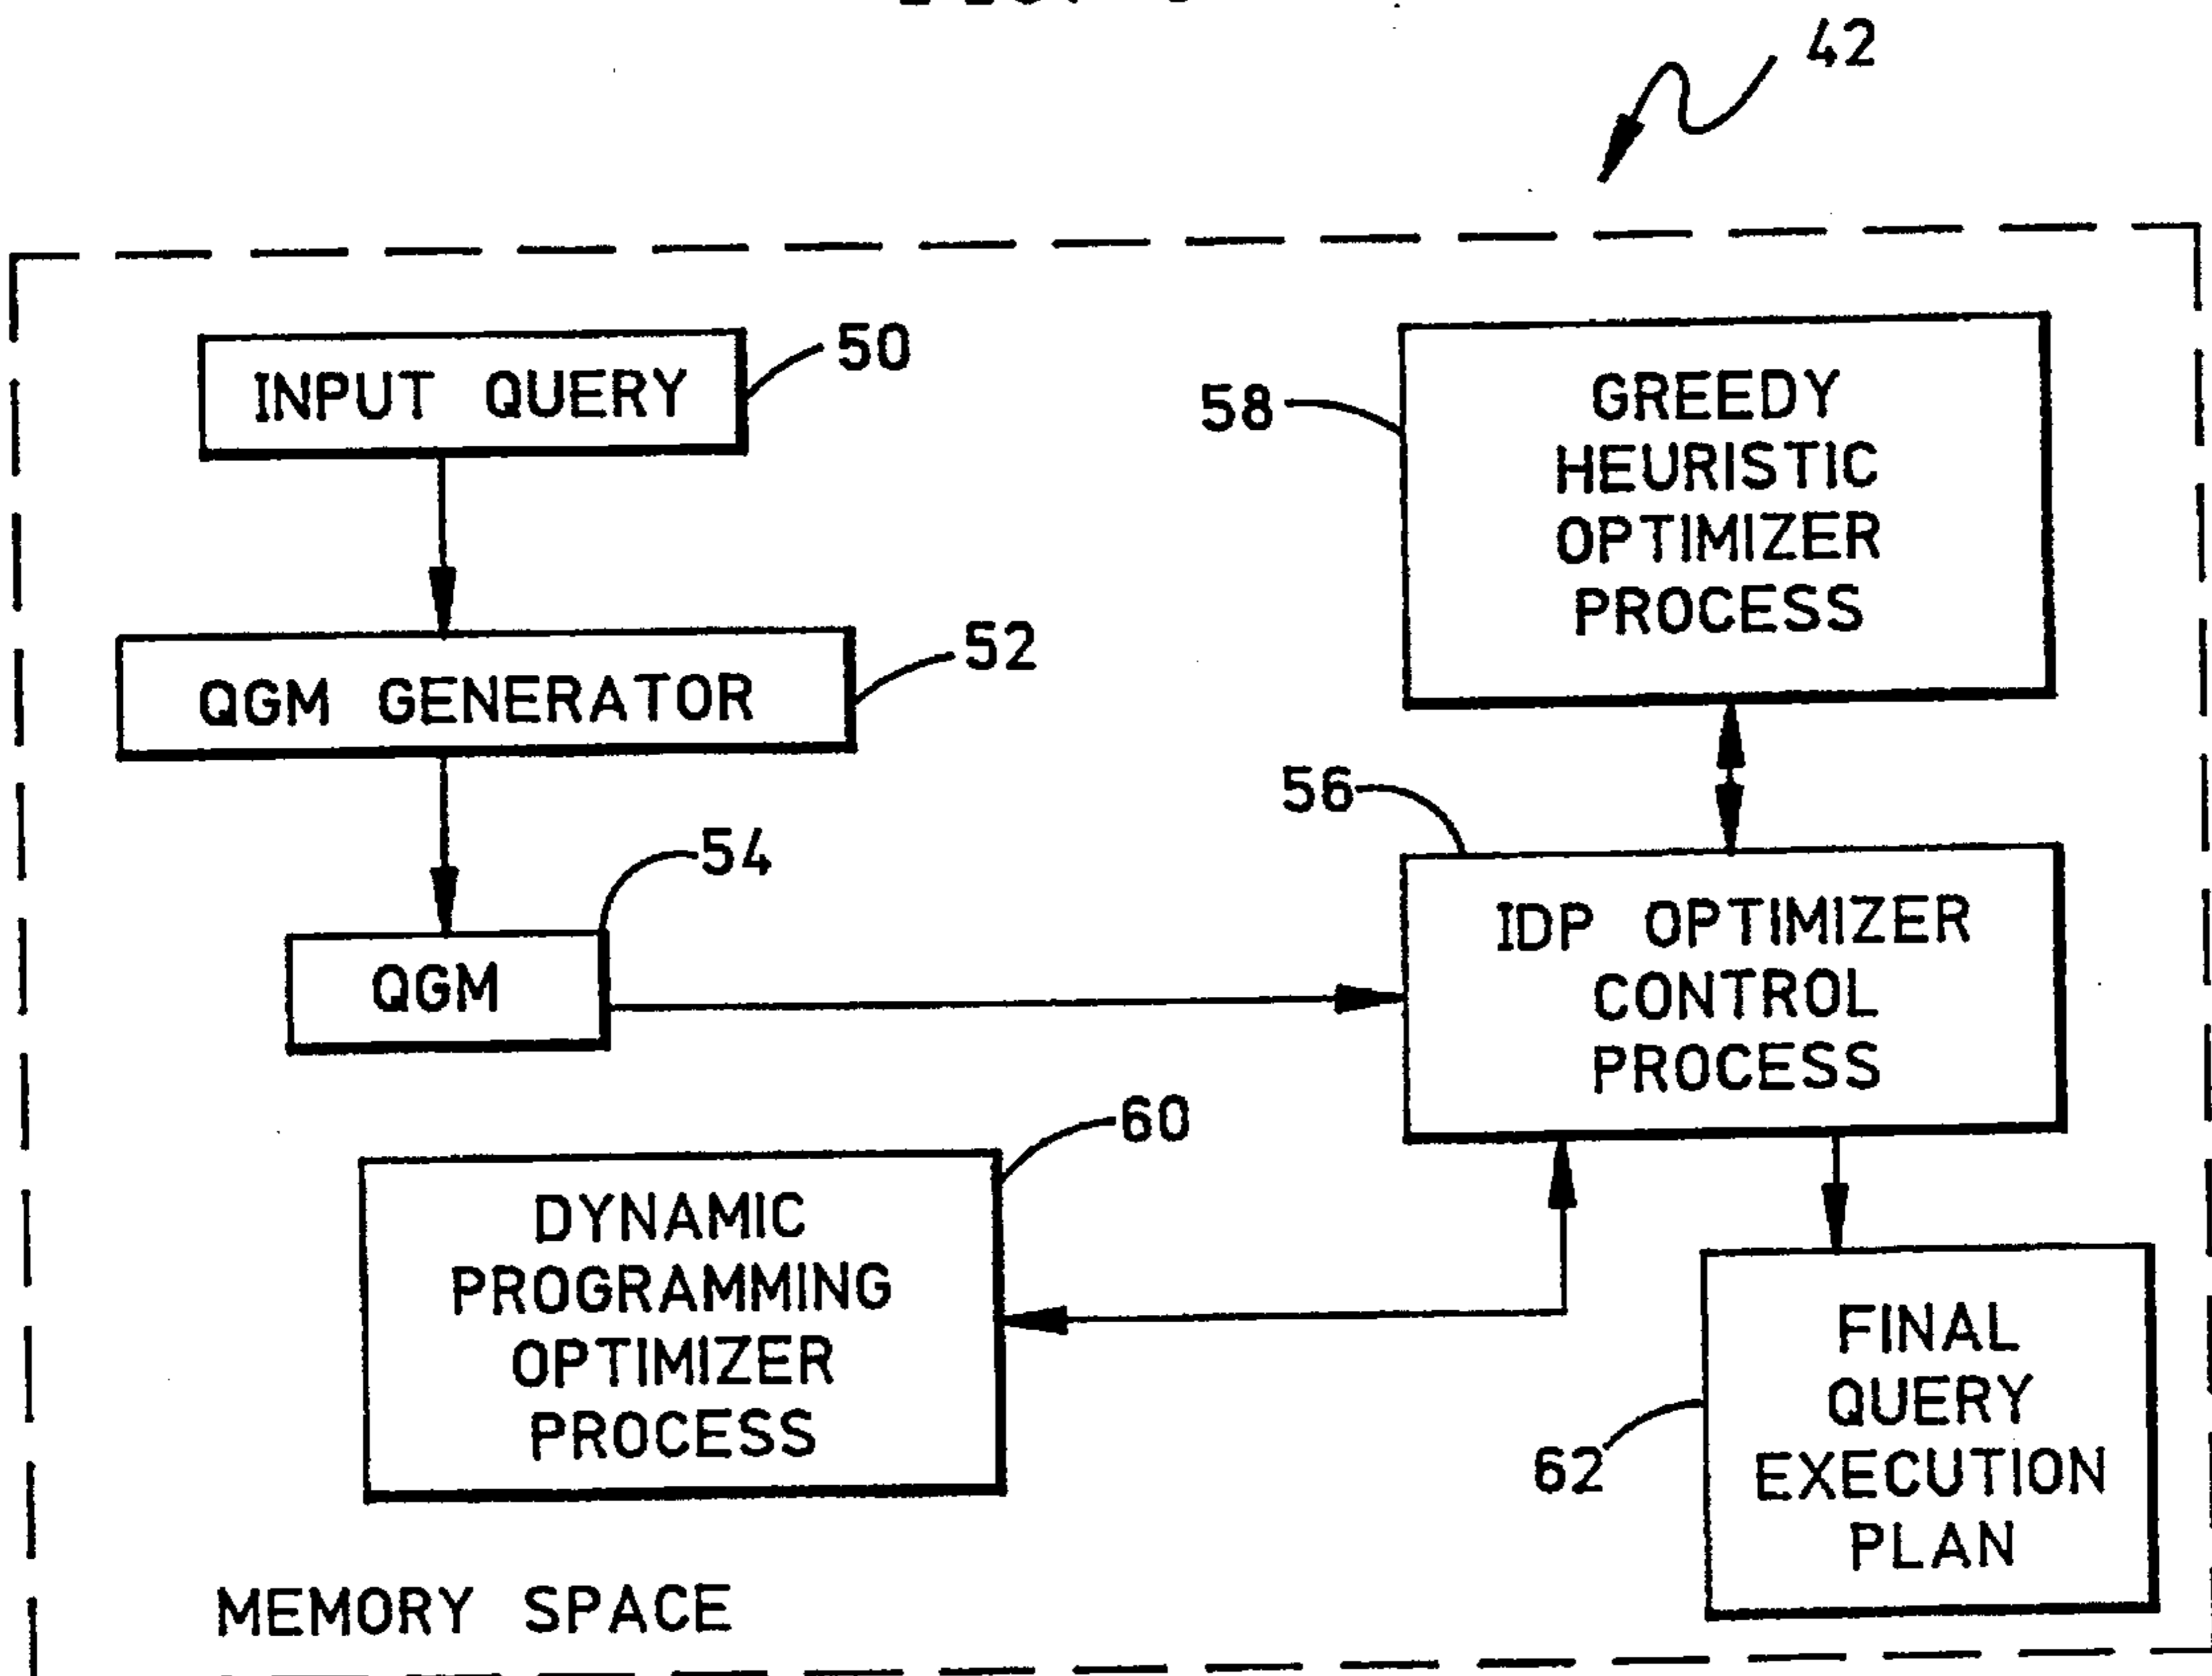 42
INPUT QUERY
50
QGM GENERATOR
52
QGM
54
58
GREEDY
HEURISTIC
OPTIMIZER
PROCESS
56
IDP OPTIMIZER
CONTROL
PROCESS
60
DYNAMIC
PROGRAMMING
OPTIMIZER
PROCESS
62
FINAL
QUERY
EXECUTION
PLAN
MEMORY SPACE